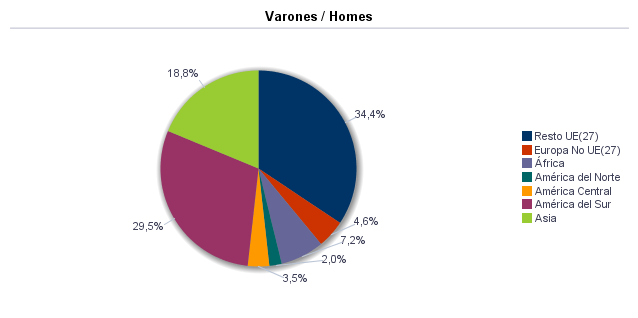 Varones / Homes
18,8%
34,4%
29,5%
4,6%
7,2%
2,0%
3,5%
Resto UE(27)
Europa No UE(27)
África
América del Norte
América Central
América del Sur
Asia